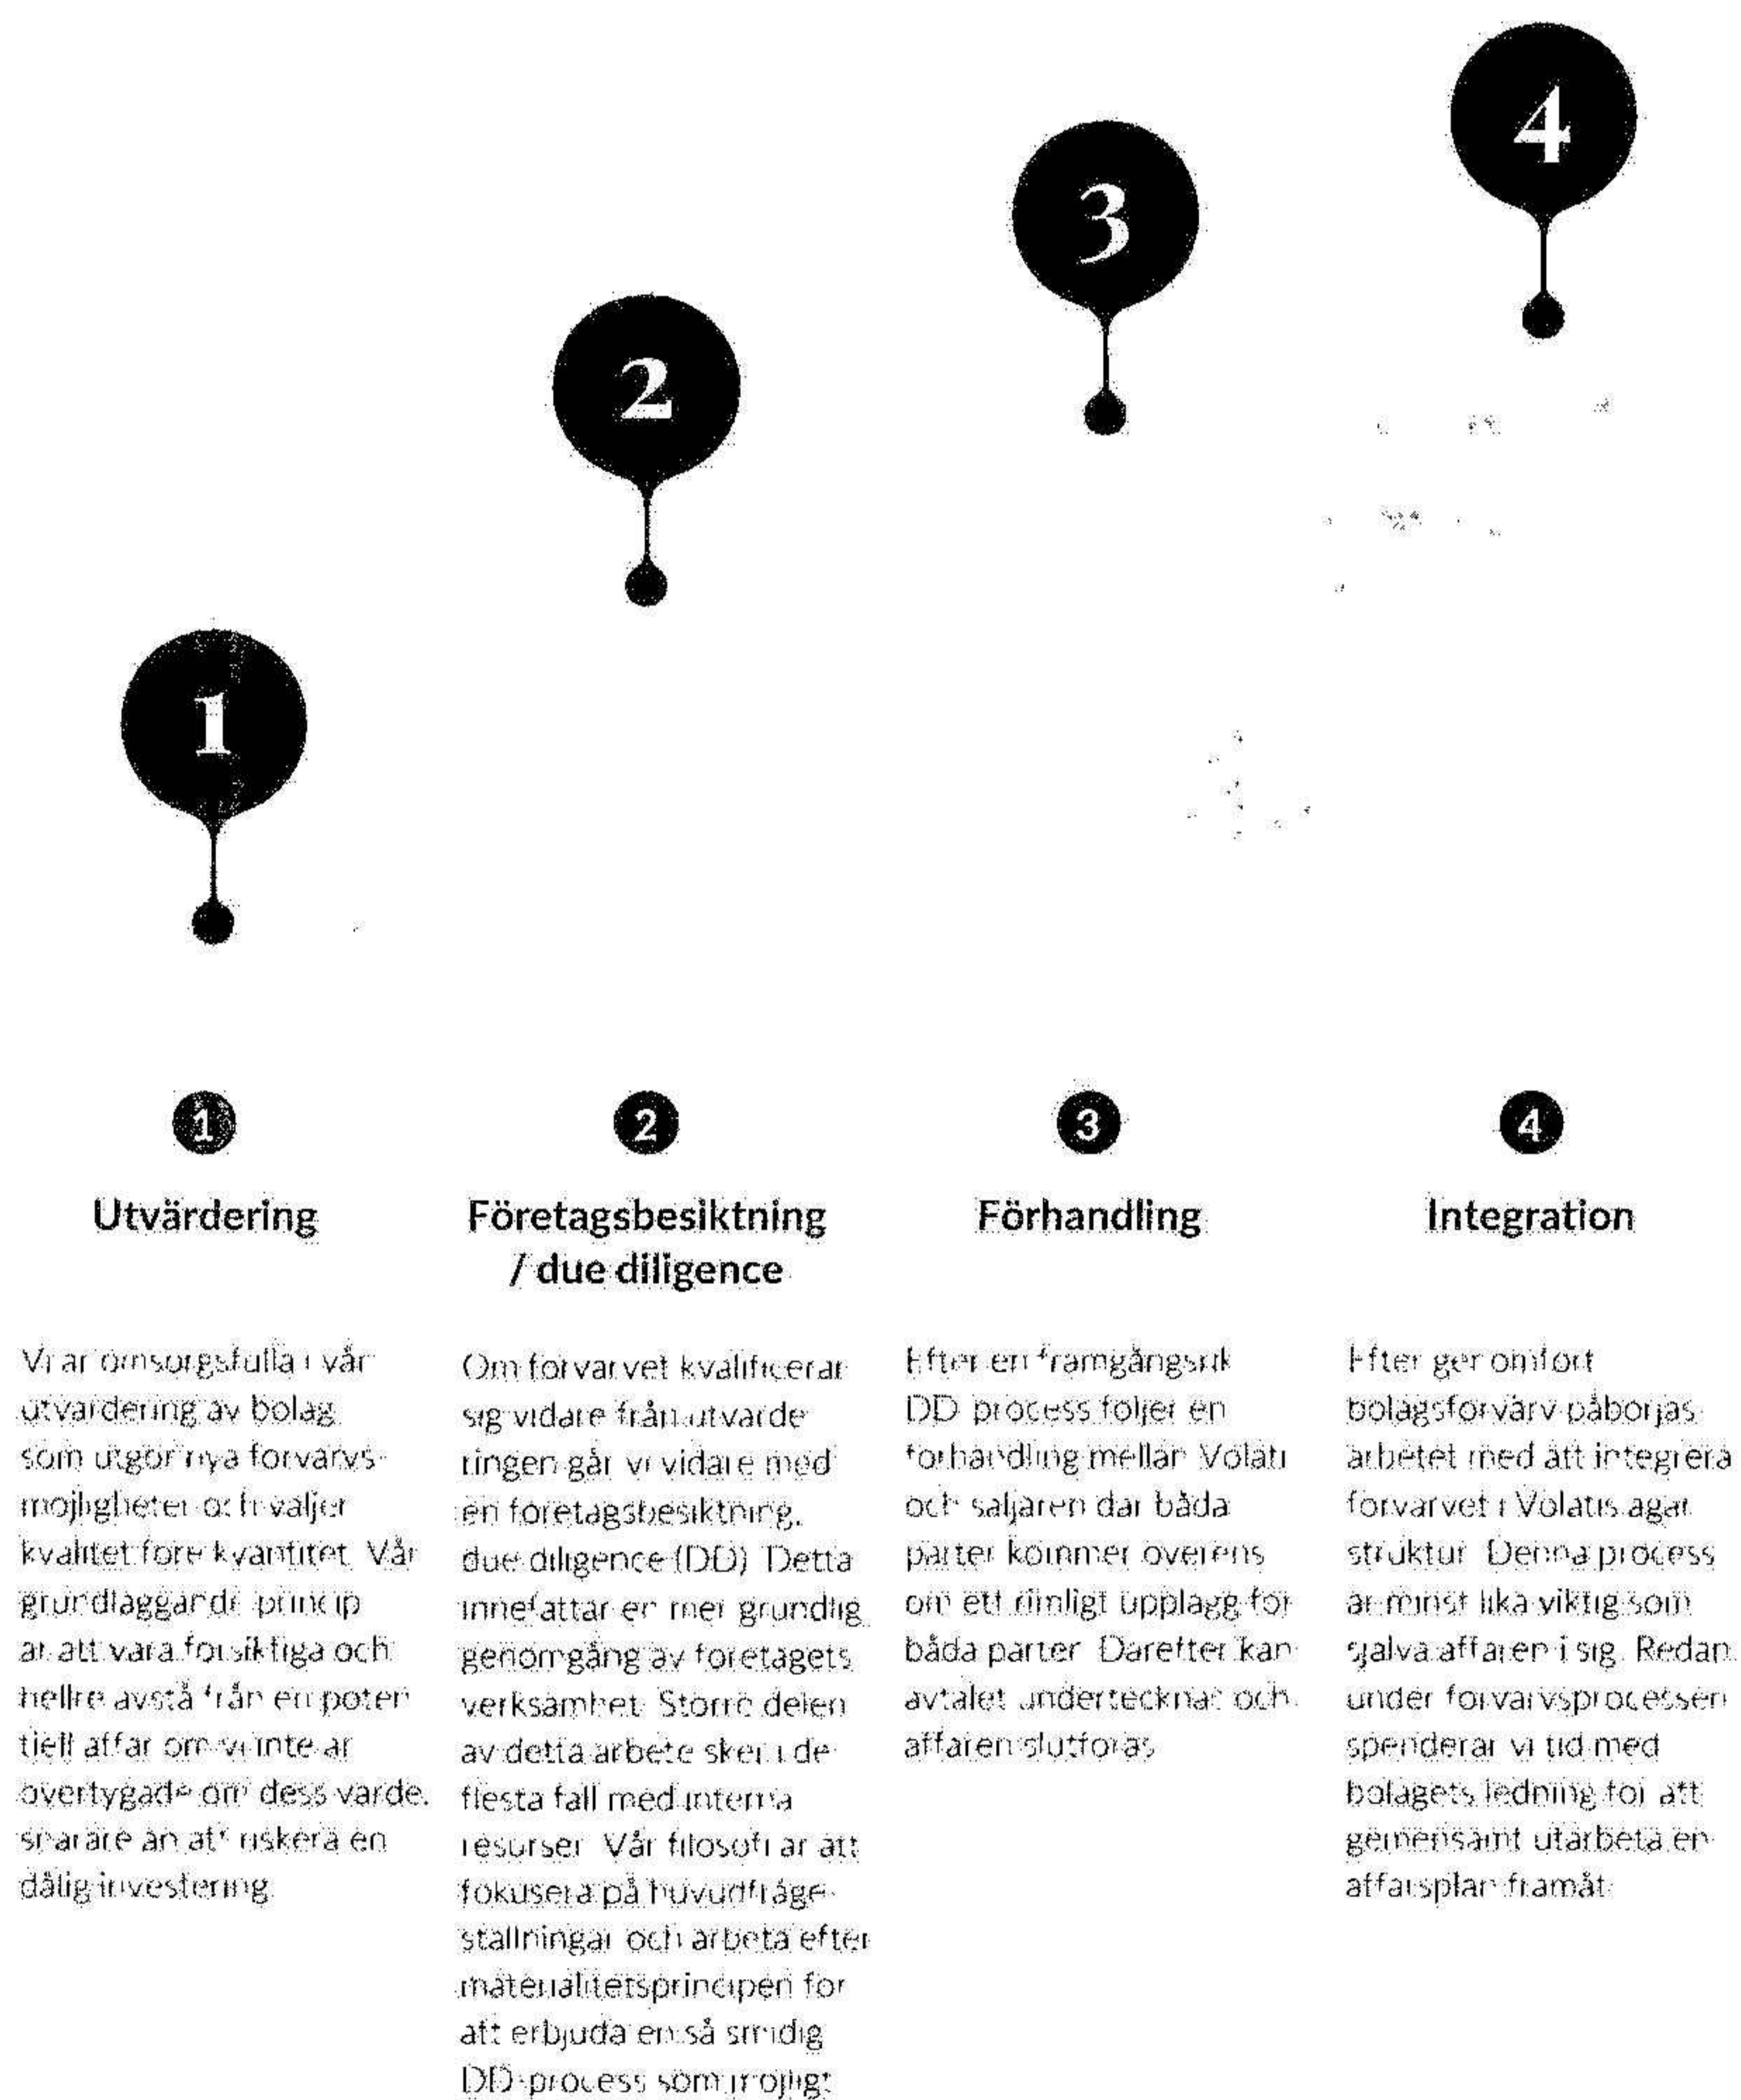 4
3
2
1
1
Utvärdering
Vi är omsorgsfulla i vår
utvärdering av bolag
som utgör nya förvärvs-
möjligheter och väljer
kvalitet före kvantitet. Vår
grundläggande princip
är att vara försiktiga och
hellre avstå från en poten
tiell affär om vi inte är
övertygade om dess värde,
snarare än att riskera en
dålig investering.
2
Företagsbesiktning
/ due diligence
Om förvärvet kvalificerar
sig vidare från utvärde
ringen går vi vidare med
en företagsbesiktning,
due diligence (DD). Detta
innefattar en mer grundlig
genomgång av företagets
verksamhet. Större delen
av detta arbete sker i de
flesta fall med interna
resurser. Vår filosofi är att
fokusera på huvudfråge-
ställningar och arbeta efter
materialitetsprincipen för
att erbjuda en så smidig
DD-process som möjligt
3
Förhandling
Efter en framgångsrik
DD process följer en
förhandling mellan Volati
och säljaren där båda
parter kommer överens
om ett rimligt upplägg för
båda parter. Därefter kan
avtalet undertecknas och
affären slutföras
4
Integration
Efter genomfört
bolagsförvärv påbörjas
arbetet med att integrera
förvärvet i Volatis ägar
struktur. Denna process
är minst lika viktig som
själva affären i sig. Redan
under förvärvsprocessen
spenderar vi tid med
bolagets ledning för att
gemensamt utarbeta en
affärsplan framåt.